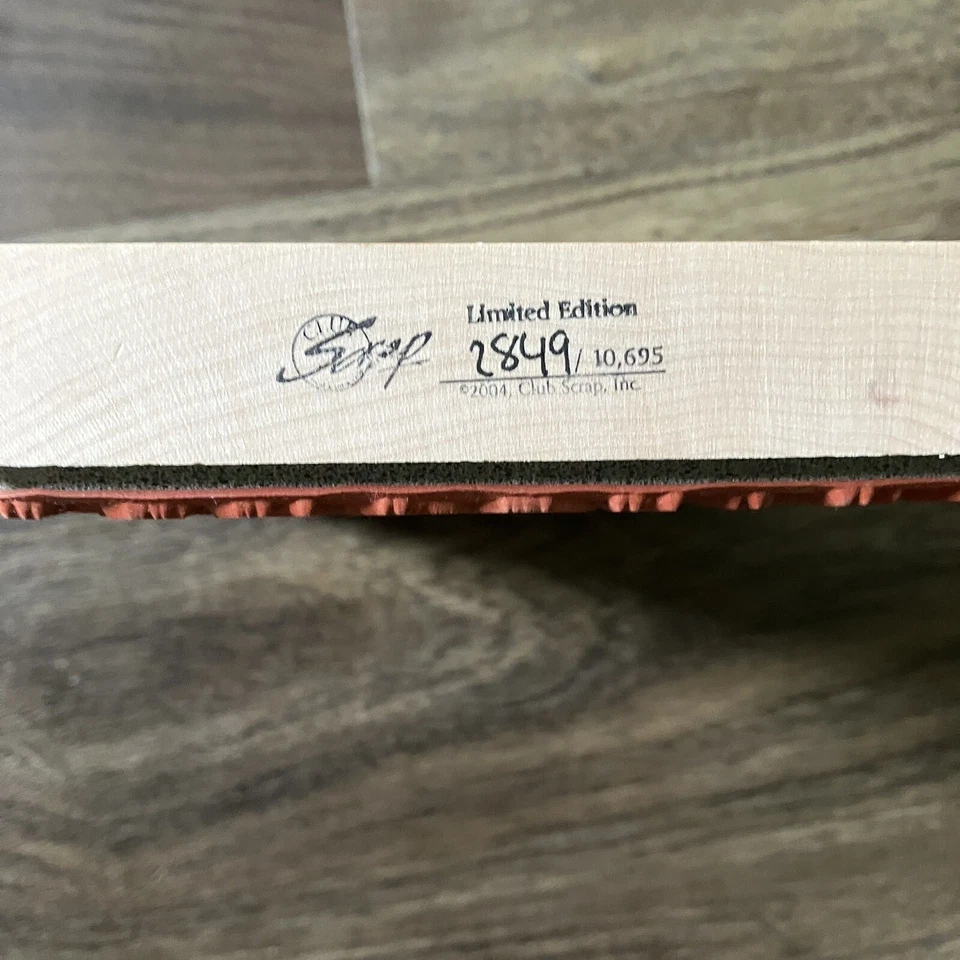 CLUB
Scrap
Limited Edition
2849/ 10,695
©2004, Club Scrap, Inc.